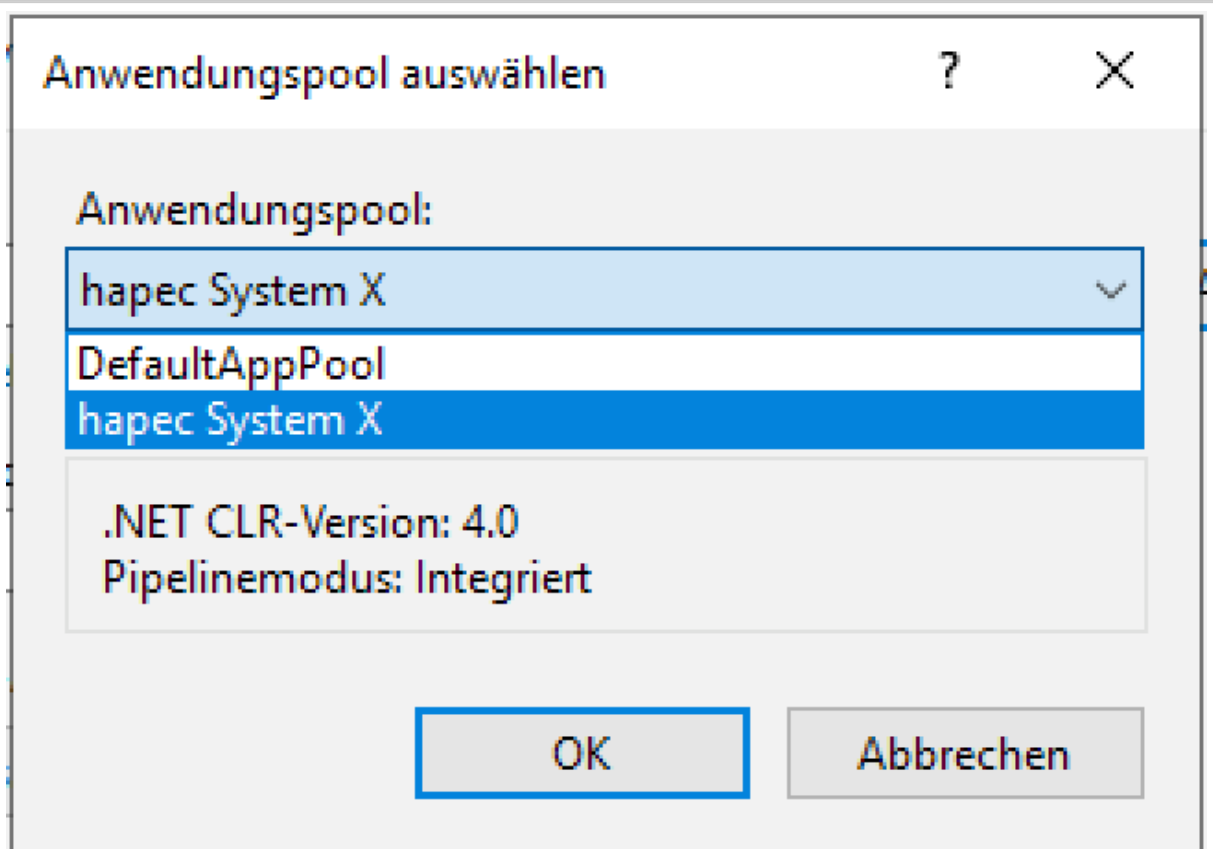 Anwendungspool auswählen
Anwendungspool:
hapec System X
DefaultAppPool
hapec System X
.NET CLR-Version: 4.0
Pipelinemodus: Integriert
OK
Abbrechen